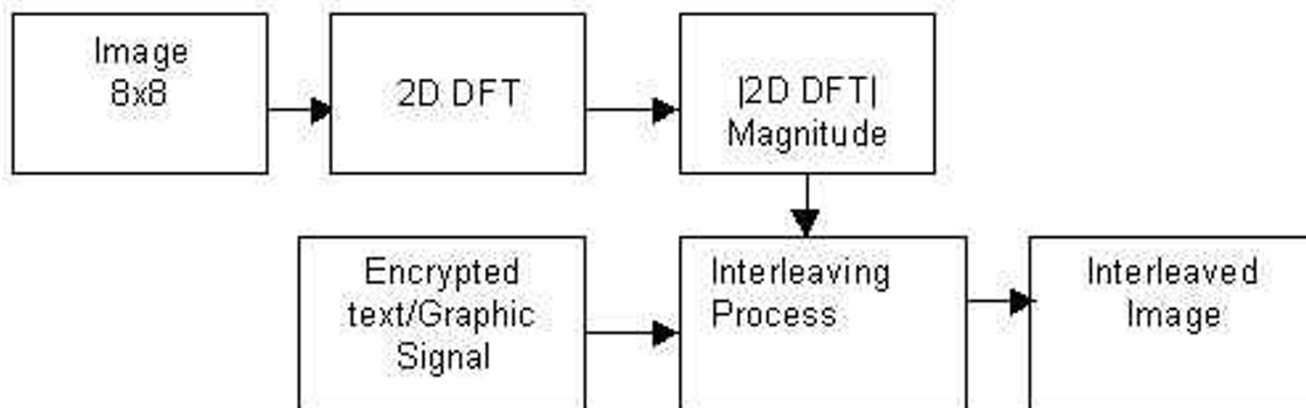 Image
8x8
2D DFT
|2D DFT|
Magnitude
Encrypted
text/Graphic
Signal
Interleaving
Process
Interleaved
Image